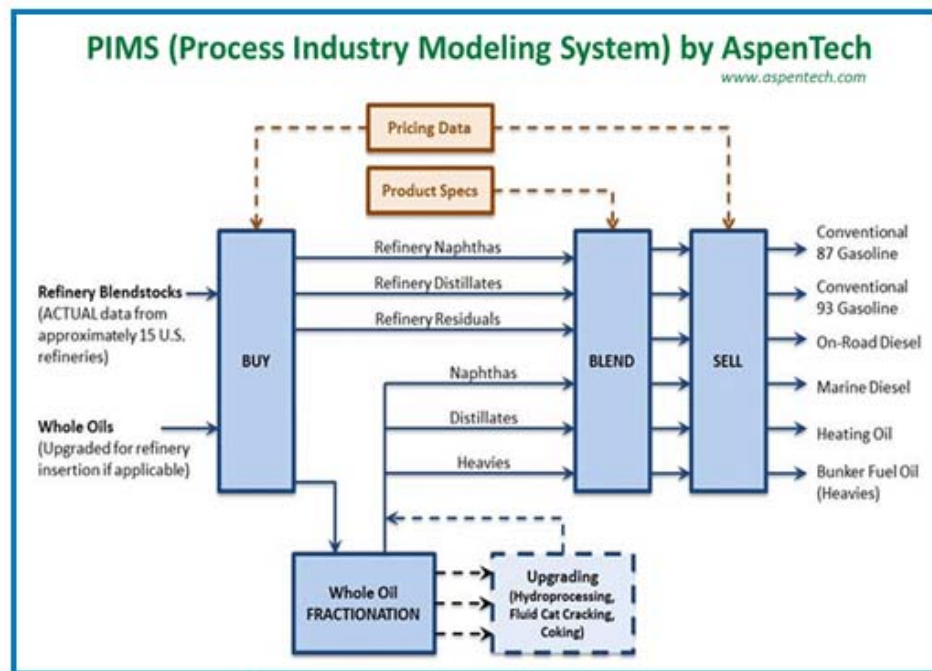 PIMS (Process Industry Modeling System) by AspenTech
www.aspentech.com
Pricing Data
Product Specs
Refinery Blendstocks
(ACTUAL data from
approximately 15 U.S.
refineries)
Whole Oils
(Upgraded for refinery
insertion if applicable)
BUY
Refinery Naphthas
Refinery Distillates
Refinery Residuals
Naphthas
Distillates
Heavies
BLEND
SELL
Conventional
87 Gasoline
Conventional
93 Gasoline
On-Road Diesel
Marine Diesel
Heating Oil
Bunker Fuel Oil
(Heavies)
Whole Oil
FRACTIONATION
Upgrading
(Hydroprocessing,
Fluid Cat Cracking,
Coking)